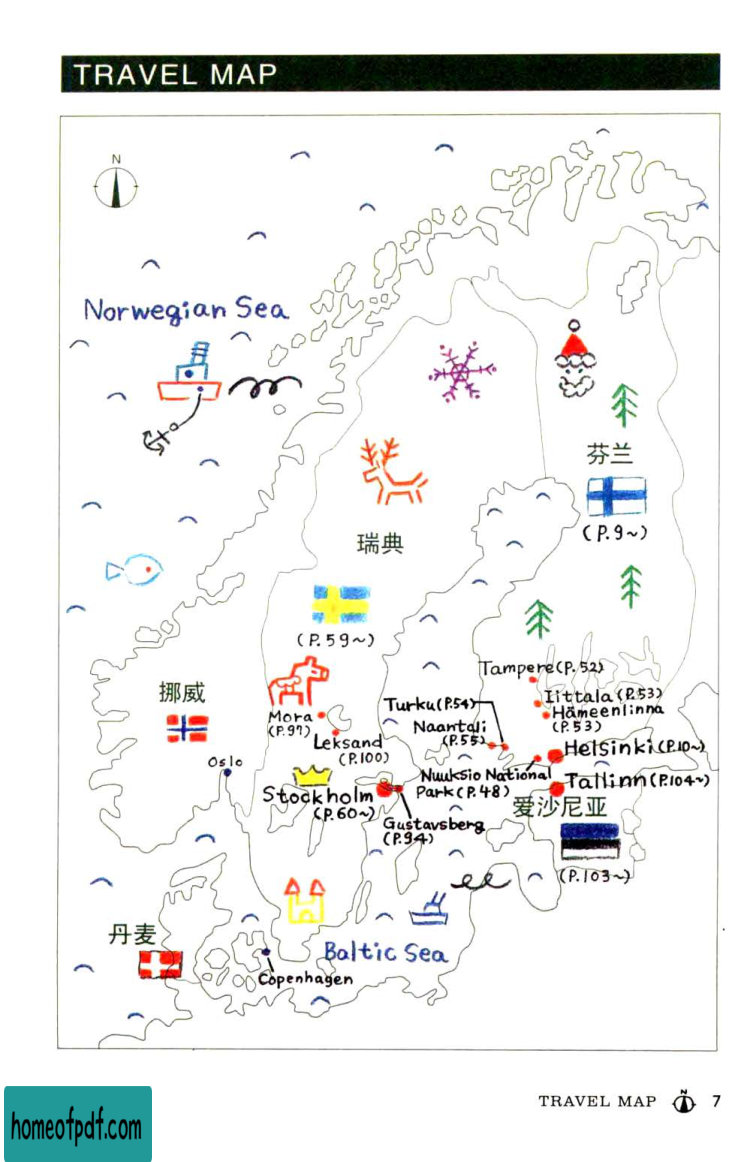 TRAVEL MAP
N
Norwegian Sea
芬兰
(P.9~)
瑞典
(P.59~)
挪威
Tampere(P.52)
Iittala (P.53)
Hämeenlinna
(P.53)
Turku(P.54)
Naantali
(P.55)
Mora
(P.97)
Leksand
(P.100)
Helsinki(P.10~)
Oslo
Nuuksio National
Park(P.48)
Tallinn(P.104~)
Stockholm
(P.60~)
爱沙尼亚
Gustavsberg
(P.94)
(P.103~)
丹麦
Baltic Sea
Copenhagen
TRAVEL MAP N 7
homeofpdf.com